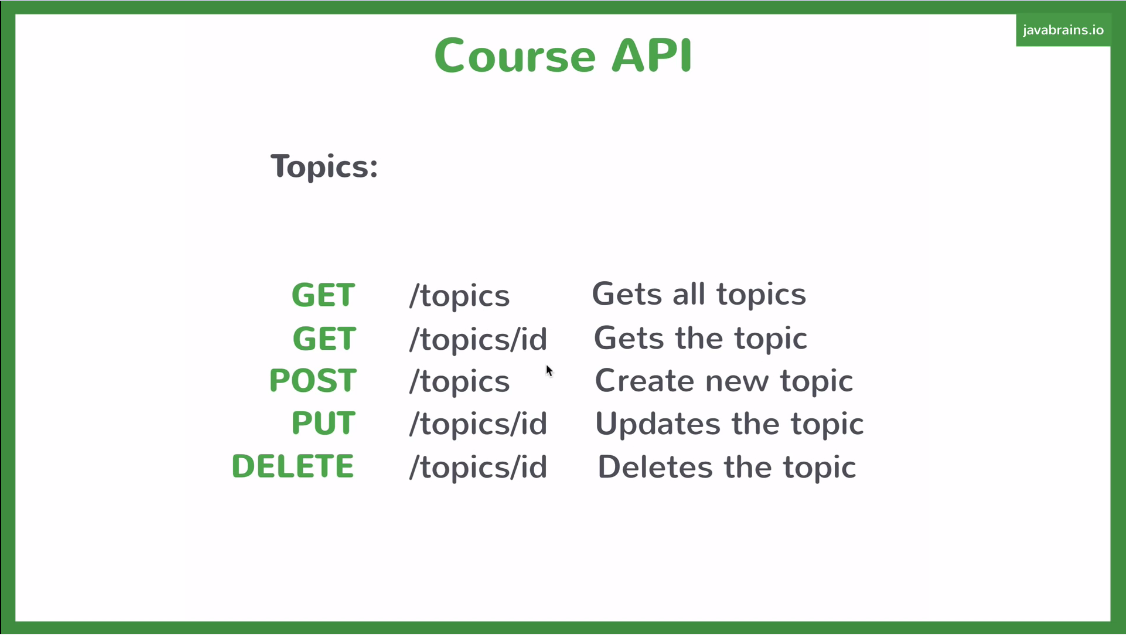 javabrains.io
Course API
Topics:
GET /topics Gets all topics
GET /topics/id Gets the topic
POST /topics Create new topic
PUT /topics/id Updates the topic
DELETE /topics/id Deletes the topic